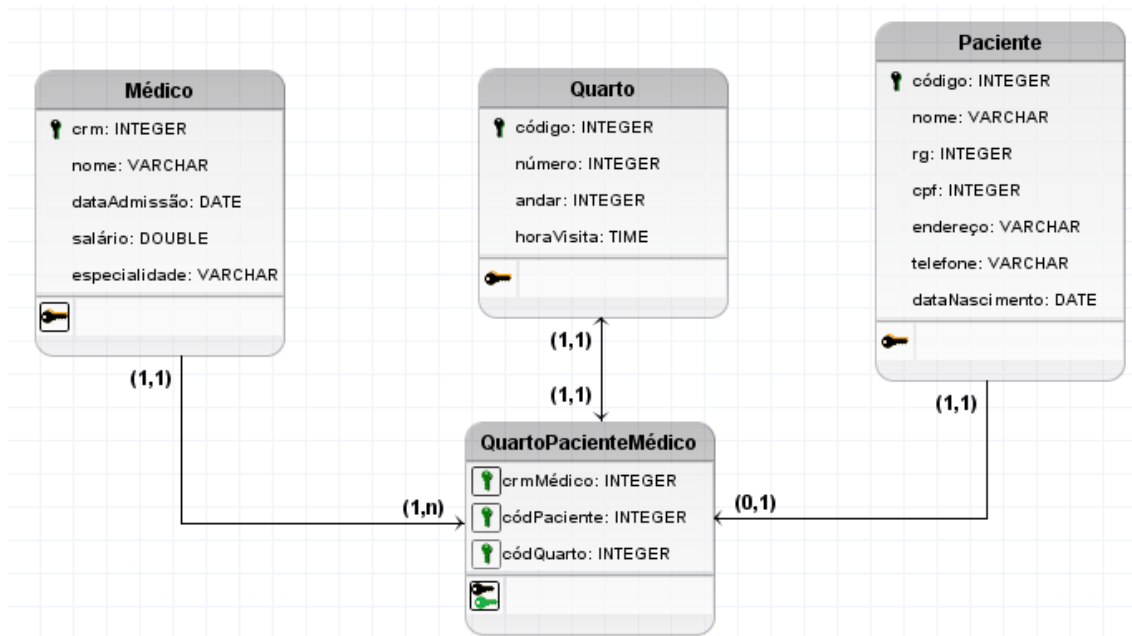 Médico
crm: INTEGER
nome: VARCHAR
dataAdmissão: DATE
salário: DOUBLE
especialidade: VARCHAR
(1,1)
Quarto
código: INTEGER
número: INTEGER
andar: INTEGER
horaVisita: TIME
(1,1)
(1,1)
Paciente
código: INTEGER
nome: VARCHAR
rg: INTEGER
cpf: INTEGER
endereço: VARCHAR
telefone: VARCHAR
dataNascimento: DATE
(1,1)
QuartoPacienteMédico
crmMédico: INTEGER
códPaciente: INTEGER
códQuarto: INTEGER
(1,n)
(0,1)